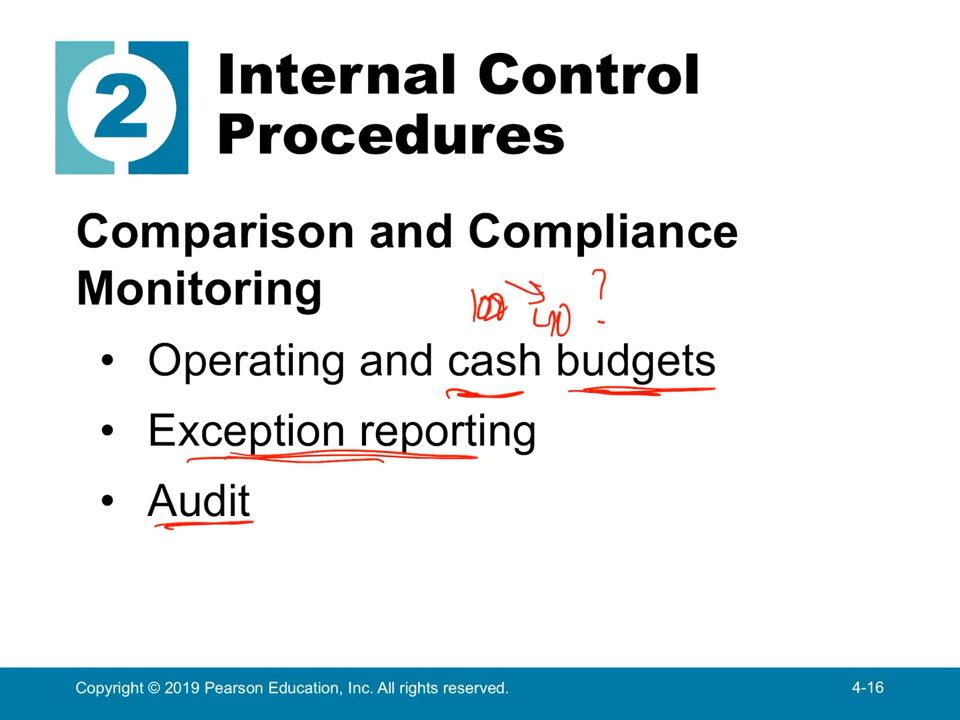 2
Internal Control
Procedures
Comparison and Compliance
Monitoring
?
40
• Operating and cash budgets
• Exception reporting
• Audit
Copyright © 2019 Pearson Education, Inc. All rights reserved.
4-16